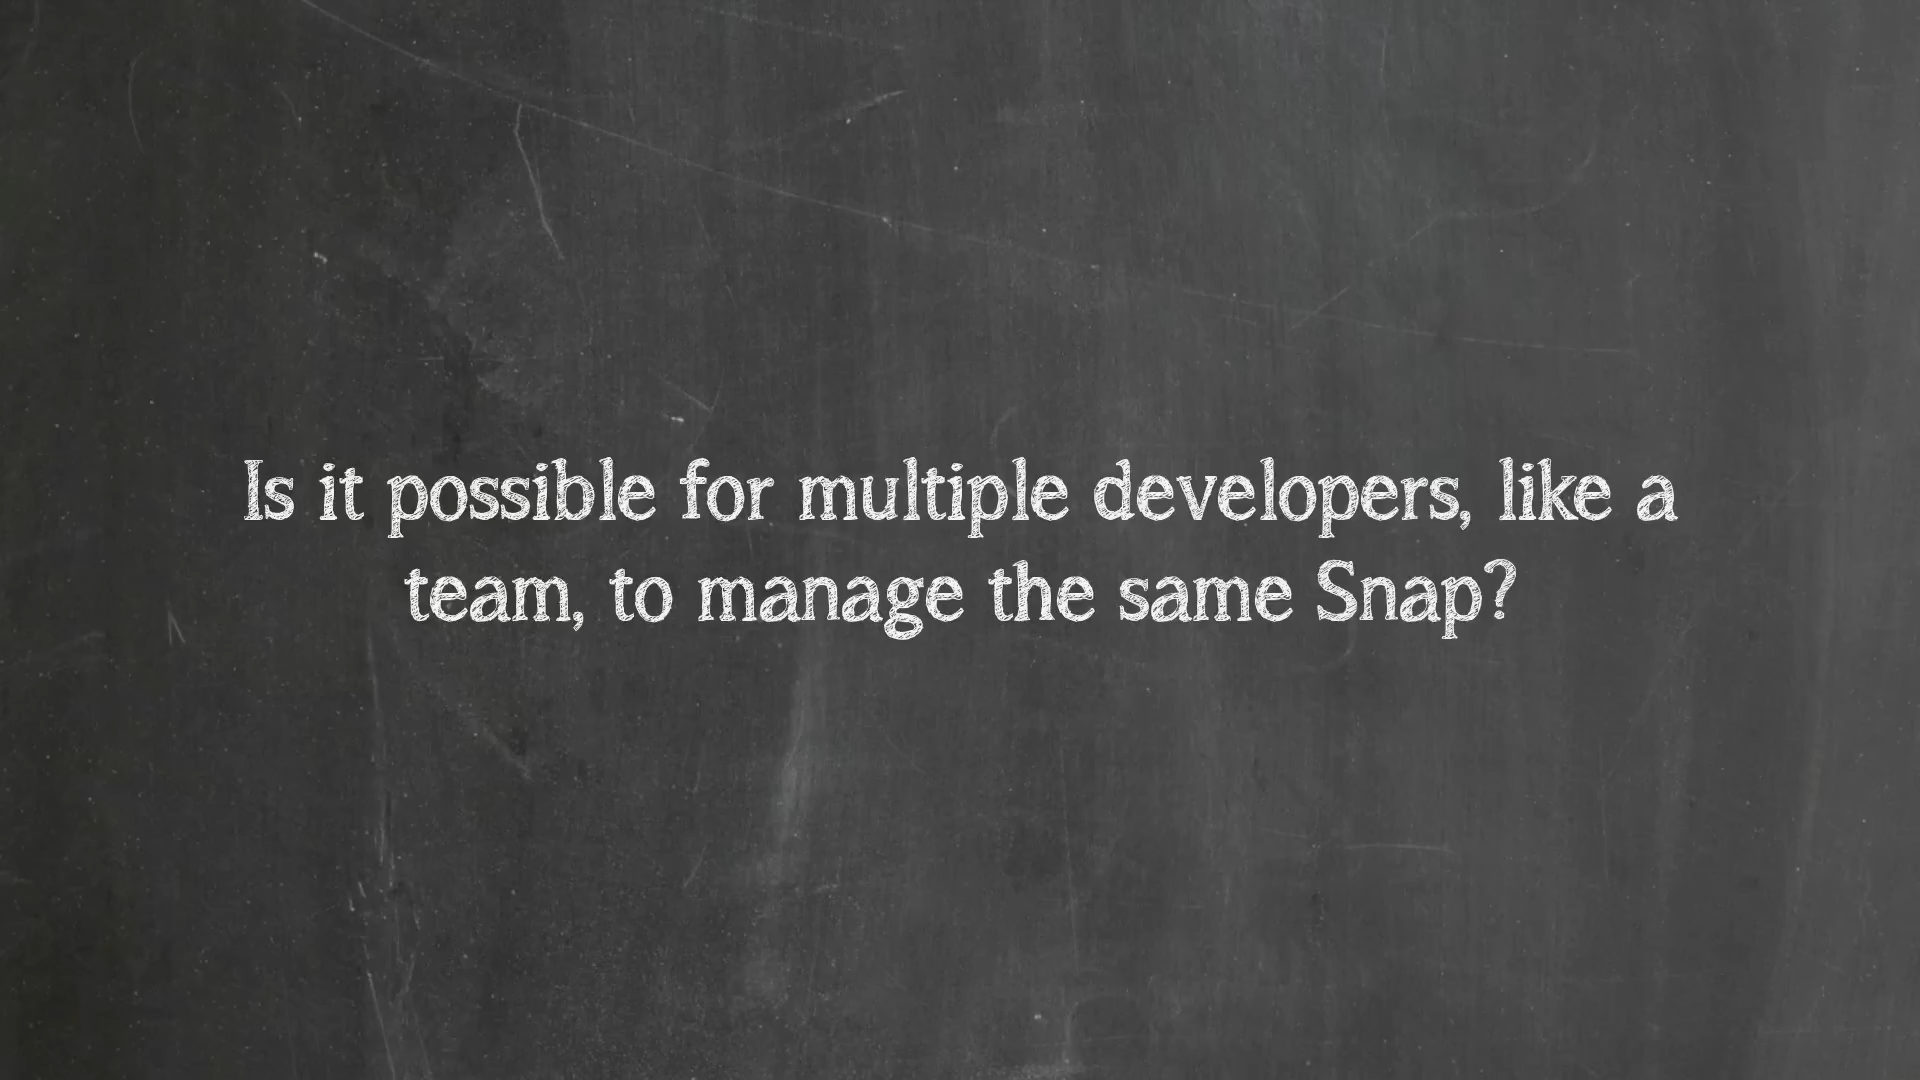 Is it possible for multiple developers, like a
team, to manage the same Snap?